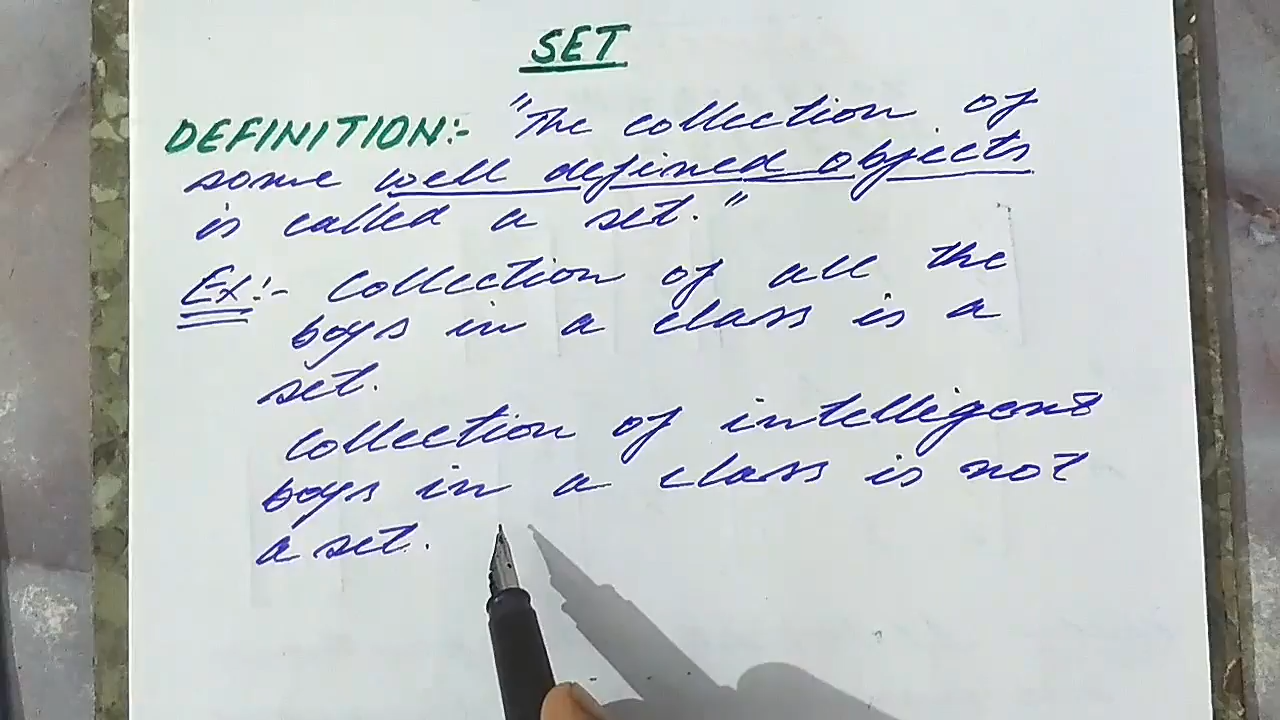 SET
DEFINITION:- "The collection of
some well defined objects
is called a set."
Ex:- Collection of all the
boys in a class is a
set.
Collection of intelligent
boys in a class is not
a set.